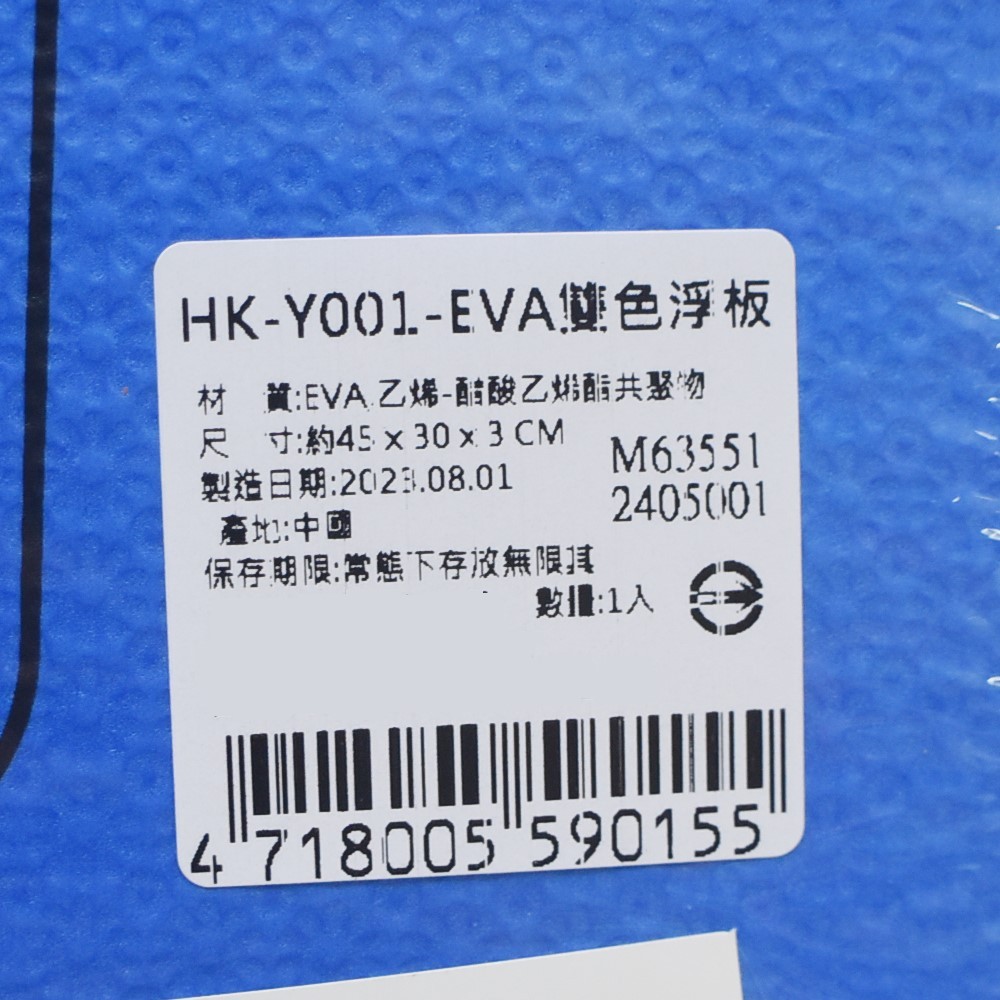 HK-Y001-EVA雙色浮板
材 質:EVA 乙烯-醋酸乙烯酯共聚物
尺 寸:約45 x 30 x 3 CM
M63551
製造日期:2023.08.01
2405001
產地:中國
保存期限:常態下存放無限其
數量:1入
4 718005 590155